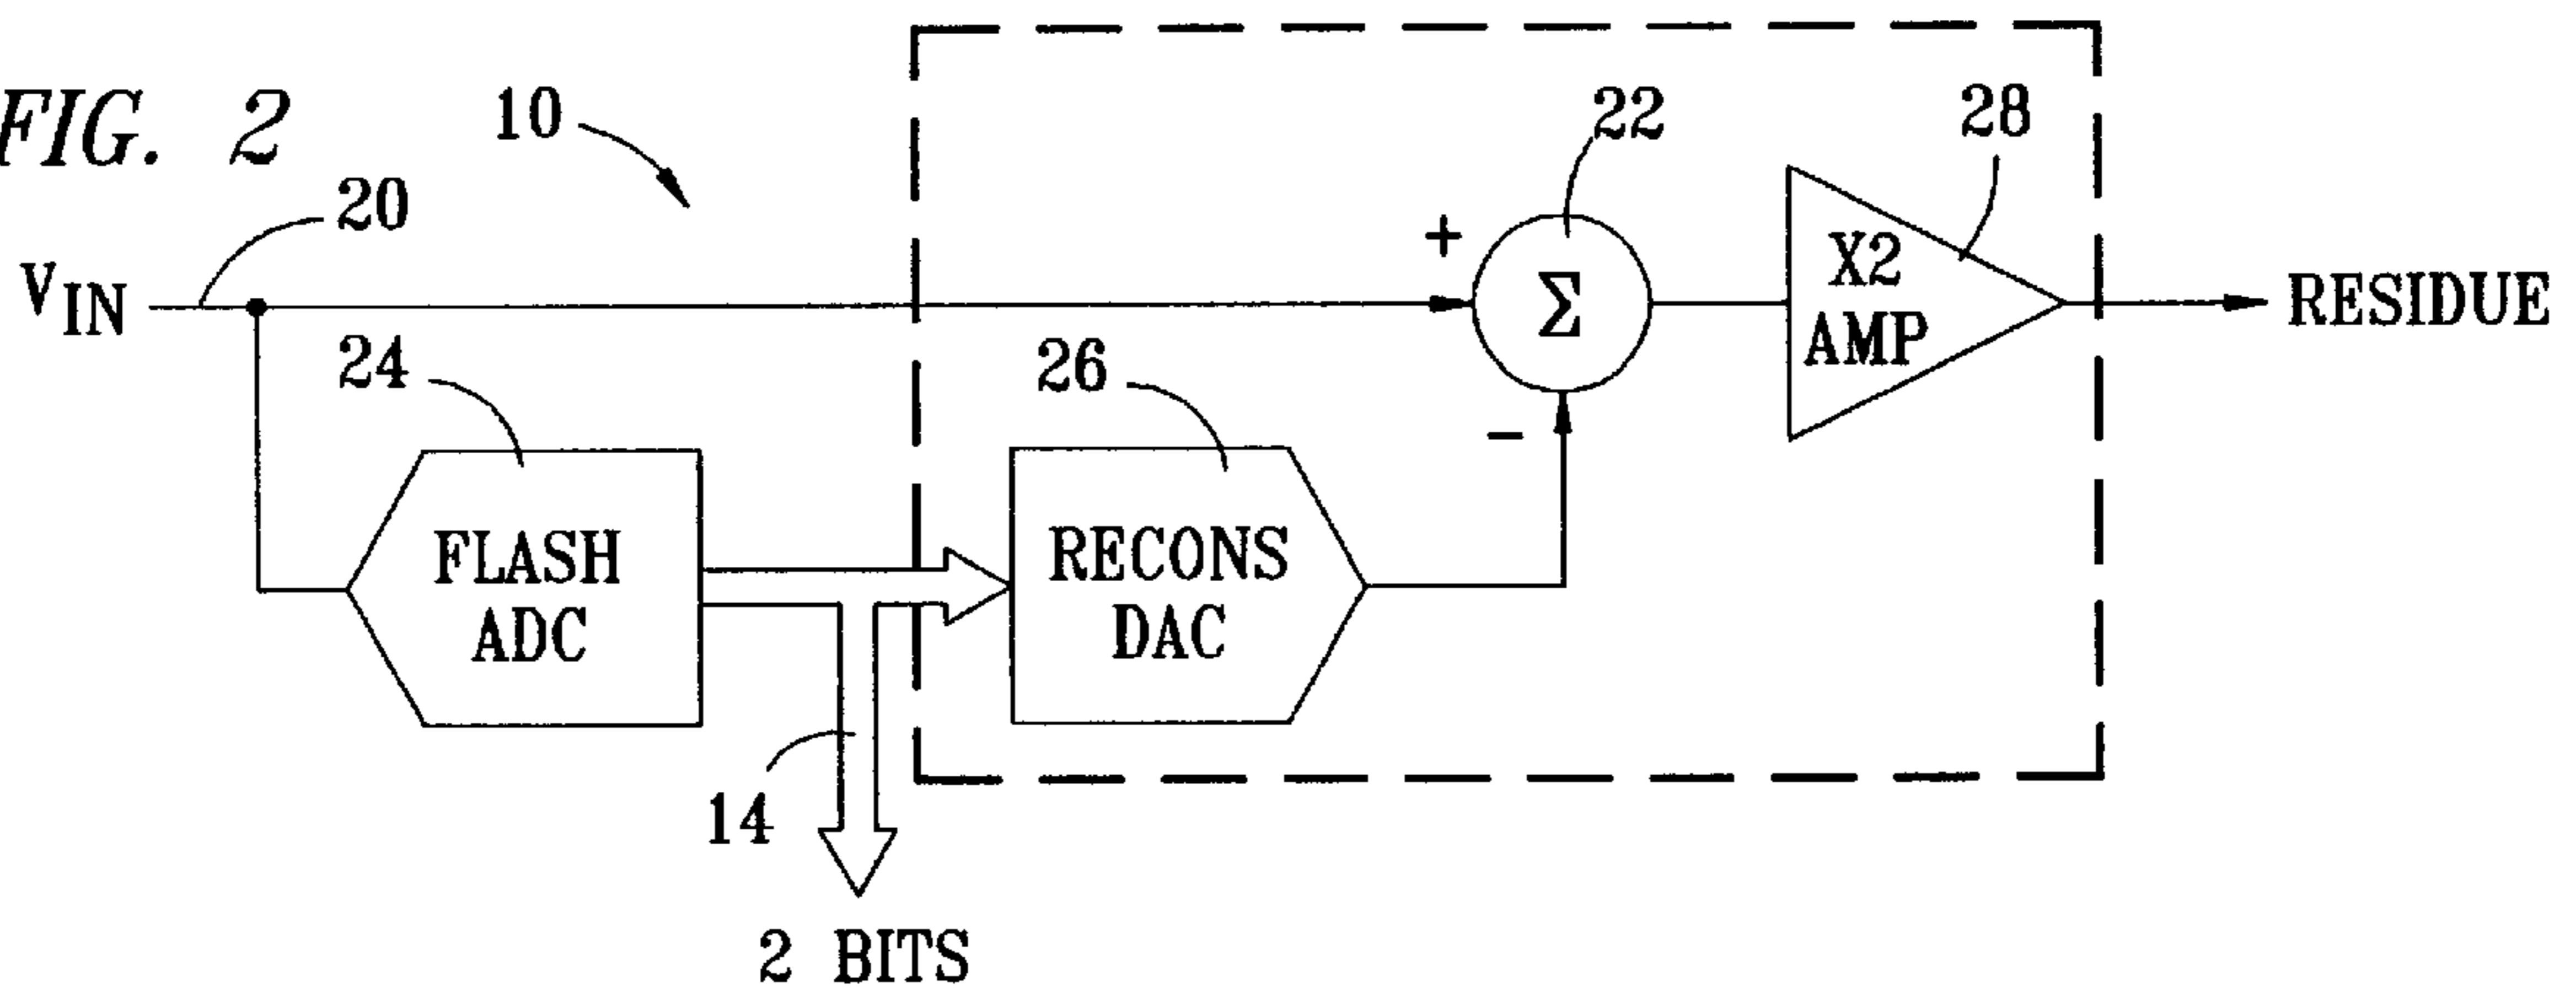 FIG. 2
10
20
22
28
V_IN
+
Σ
X2
AMP
RESIDUE
24
26
−
FLASH
ADC
RECONS
DAC
14
2 BITS